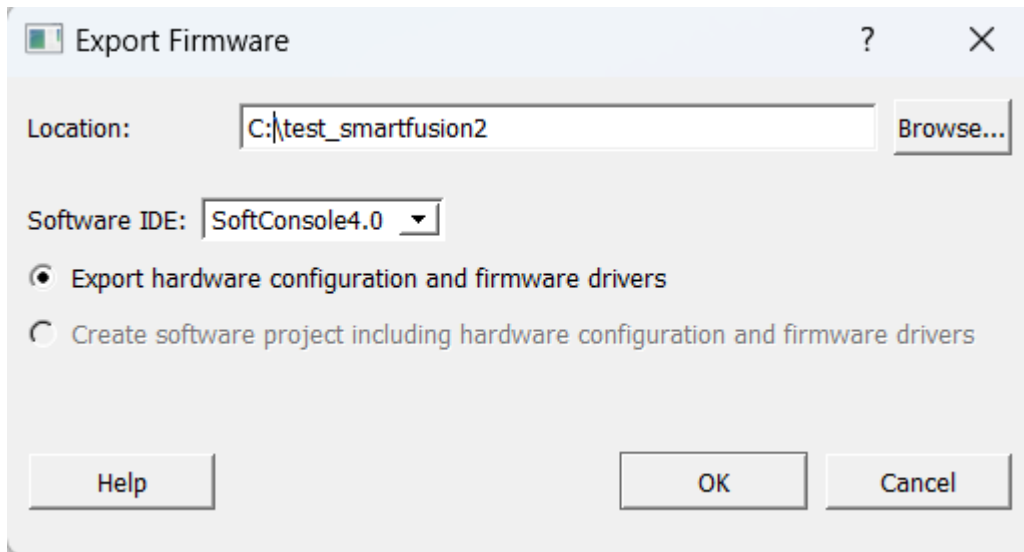 Export Firmware ?
Location: C:\test_smartfusion2 Browse...
Software IDE: SoftConsole4.0
Export hardware configuration and firmware drivers
Create software project including hardware configuration and firmware drivers
Help OK Cancel